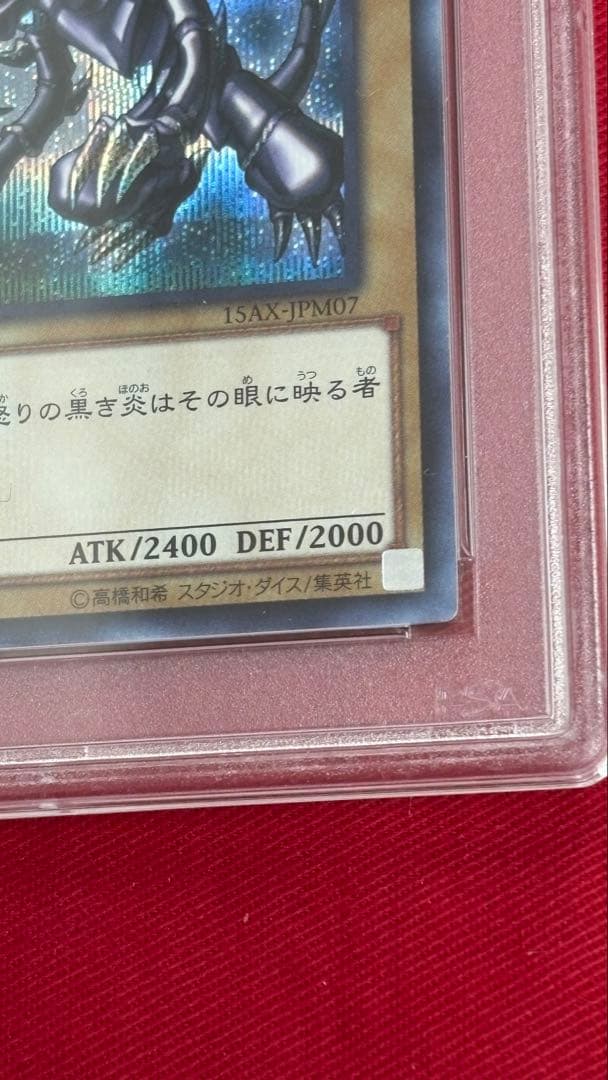 15AX-JPM07
怒りの黒き炎はその眼に映る者
ATK/2400 DEF/2000
©高橋和希 スタジオ・ダイス/集英社